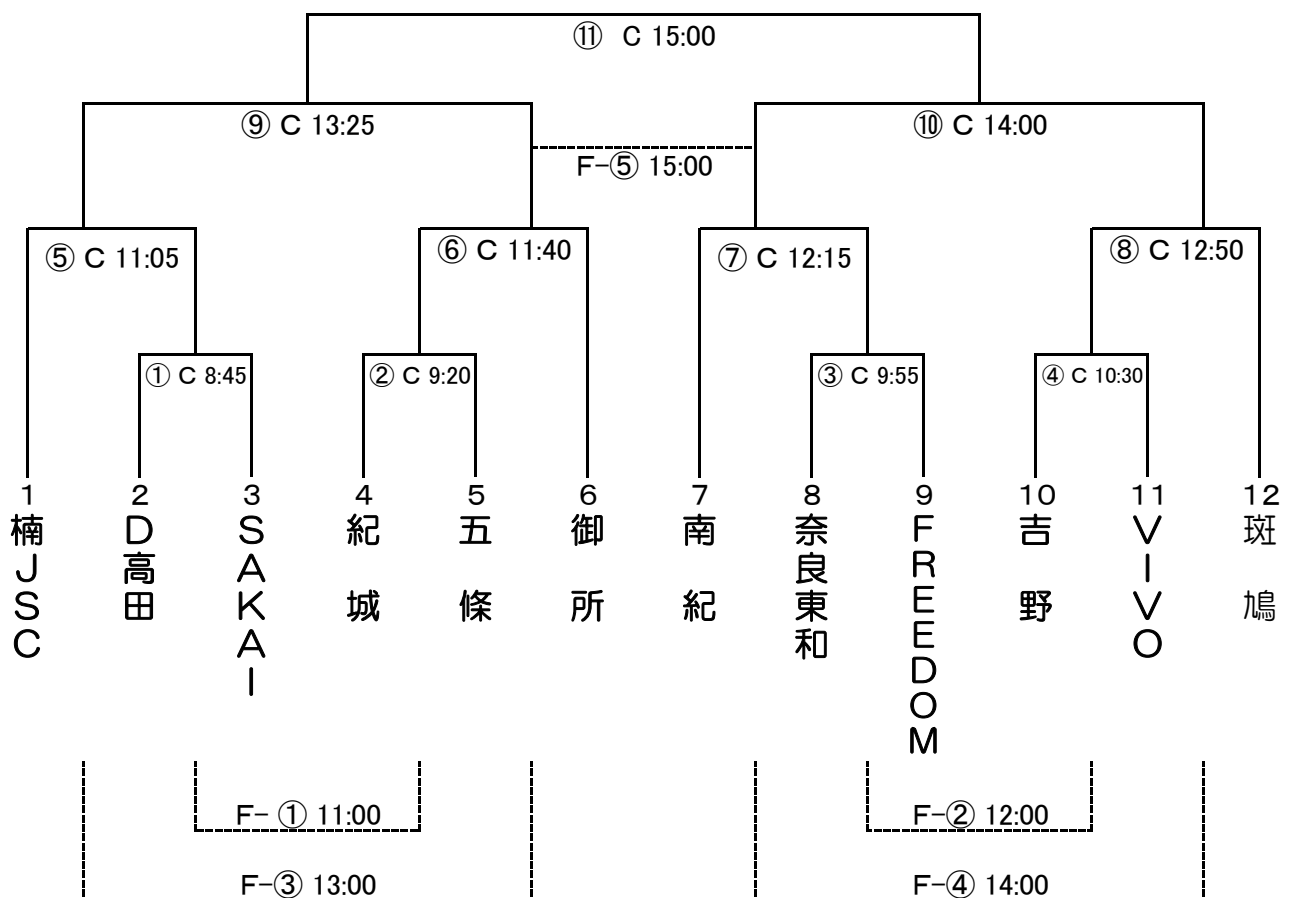 ⑪ C 15:00
⑨ C 13:25
⑩ C 14:00
F-⑤ 15:00
⑤ C 11:05
⑥ C 11:40
⑦ C 12:15
⑧ C 12:50
① C 8:45
② C 9:20
③ C 9:55
④ C 10:30
1 2 3 4 5 6 7 8 9 10 11 12
楠JSC
D高田
SAKAI
紀城
五條
御所
南紀
奈良東和
FREEDOM
吉野
VIVO
斑鳩
F-① 11:00
F-② 12:00
F-③ 13:00
F-④ 14:00